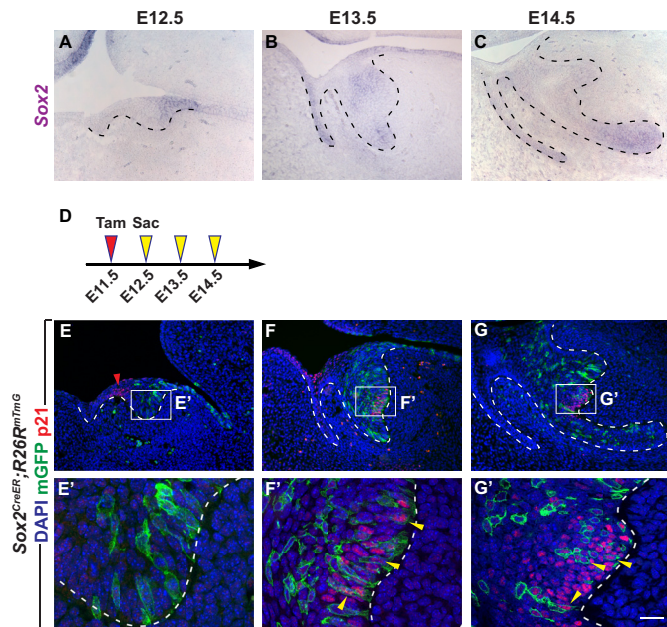 E12.5 E13.5 E14.5
A B C
Sox2
D
Tam Sac
E11.5 E12.5 E13.5 E14.5
Sox2CreER;R26RmTmG
DAPI mGFP p21
E F G
E' F' G'
E' F' G'